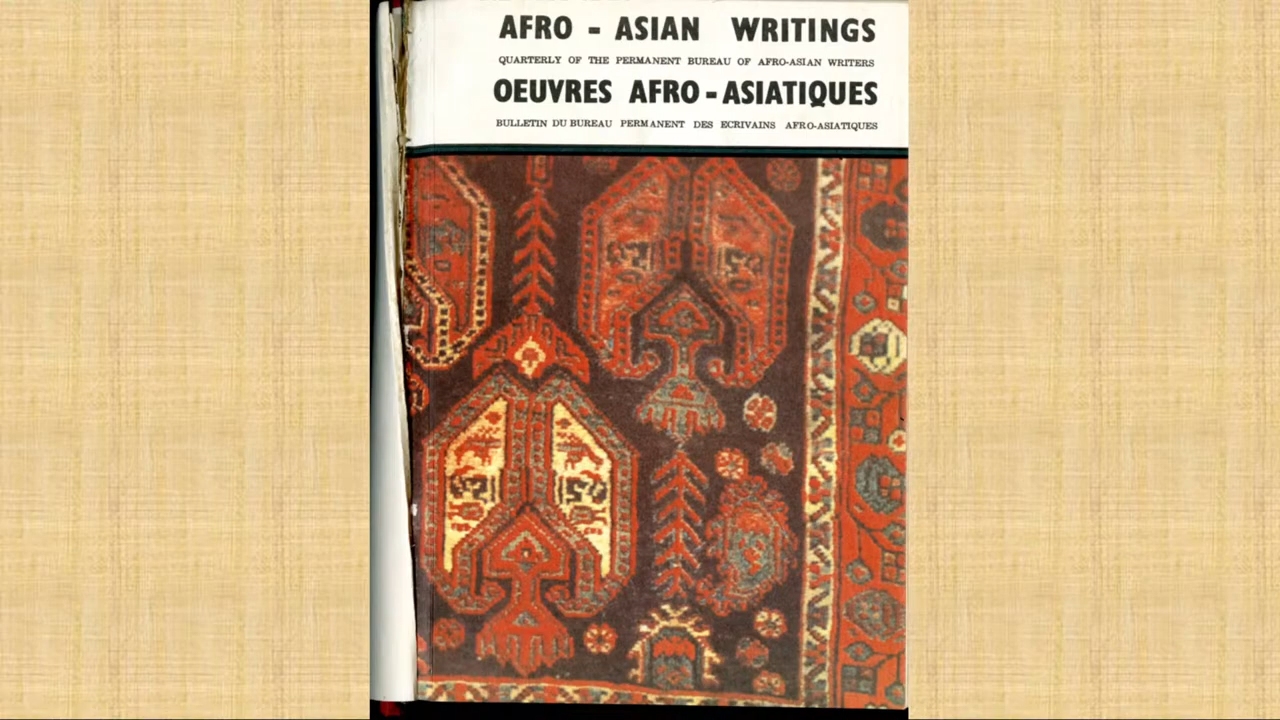 AFRO - ASIAN WRITINGS
QUARTERLY OF THE PERMANENT BUREAU OF AFRO-ASIAN WRITERS
OEUVRES AFRO-ASIATIQUES
BULLETIN DU BUREAU PERMANENT DES ECRIVAINS AFRO-ASIATIQUES